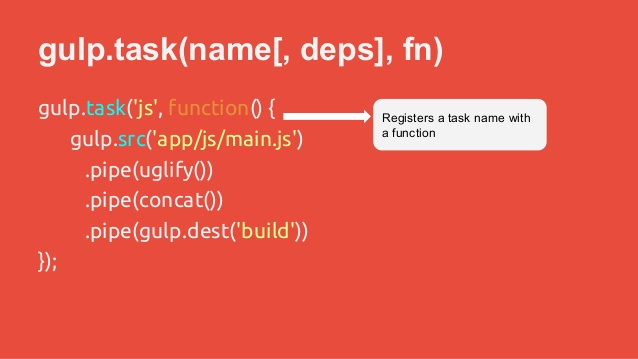 gulp.task(name[, deps], fn)
gulp.task('js', function() {
gulp.src('app/js/main.js')
.pipe(uglify())
.pipe(concat())
.pipe(gulp.dest('build'))
});
Registers a task name with
a function